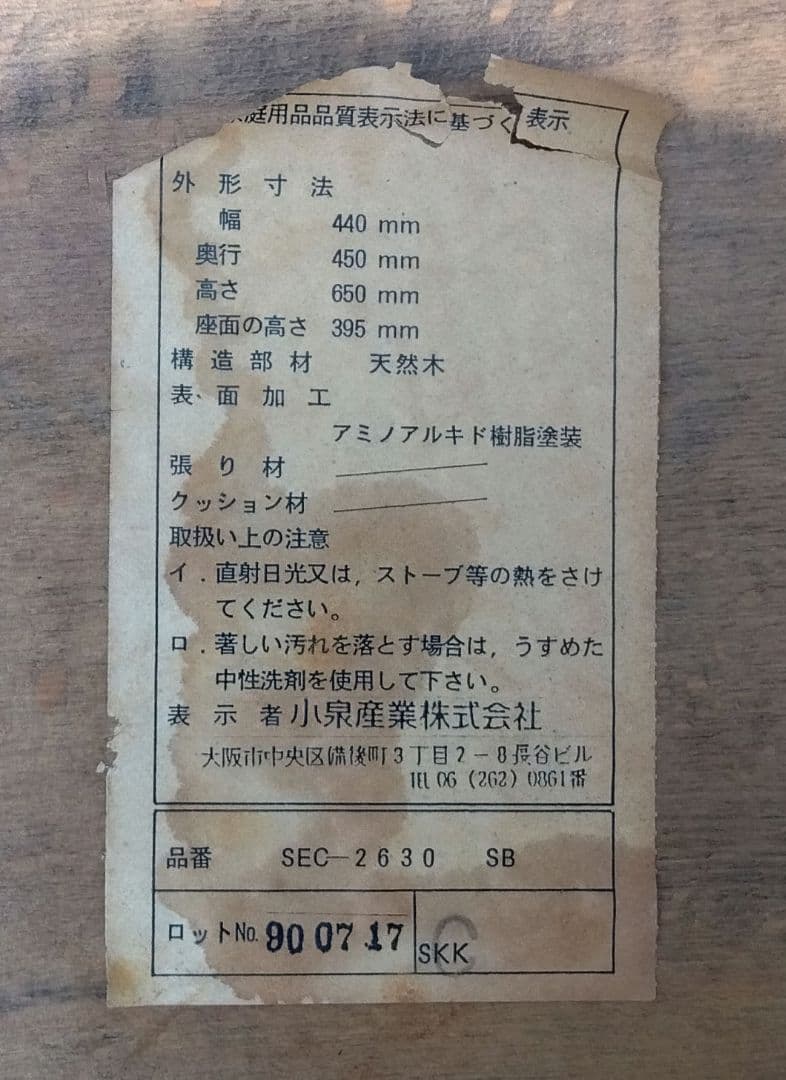 庭用品品質表示法に基づく表示
外形寸法
幅 440 mm
奥行 450 mm
高さ 650 mm
座面の高さ 395 mm
構造部材 天然木
表面加工
アミノアルキド樹脂塗装
張り材
クッション材
取扱い上の注意
イ．直射日光又は，ストーブ等の熱をさけ
てください。
ロ．著しい汚れを落とす場合は，うすめた
中性洗剤を使用して下さい。
表示者 小泉産業株式会社
大阪市中央区備後町3丁目2-8長谷ビル
TEL 06 (262) 0861番
品番 SEC-2630 SB
ロットNo. 90 07.17 SKK C